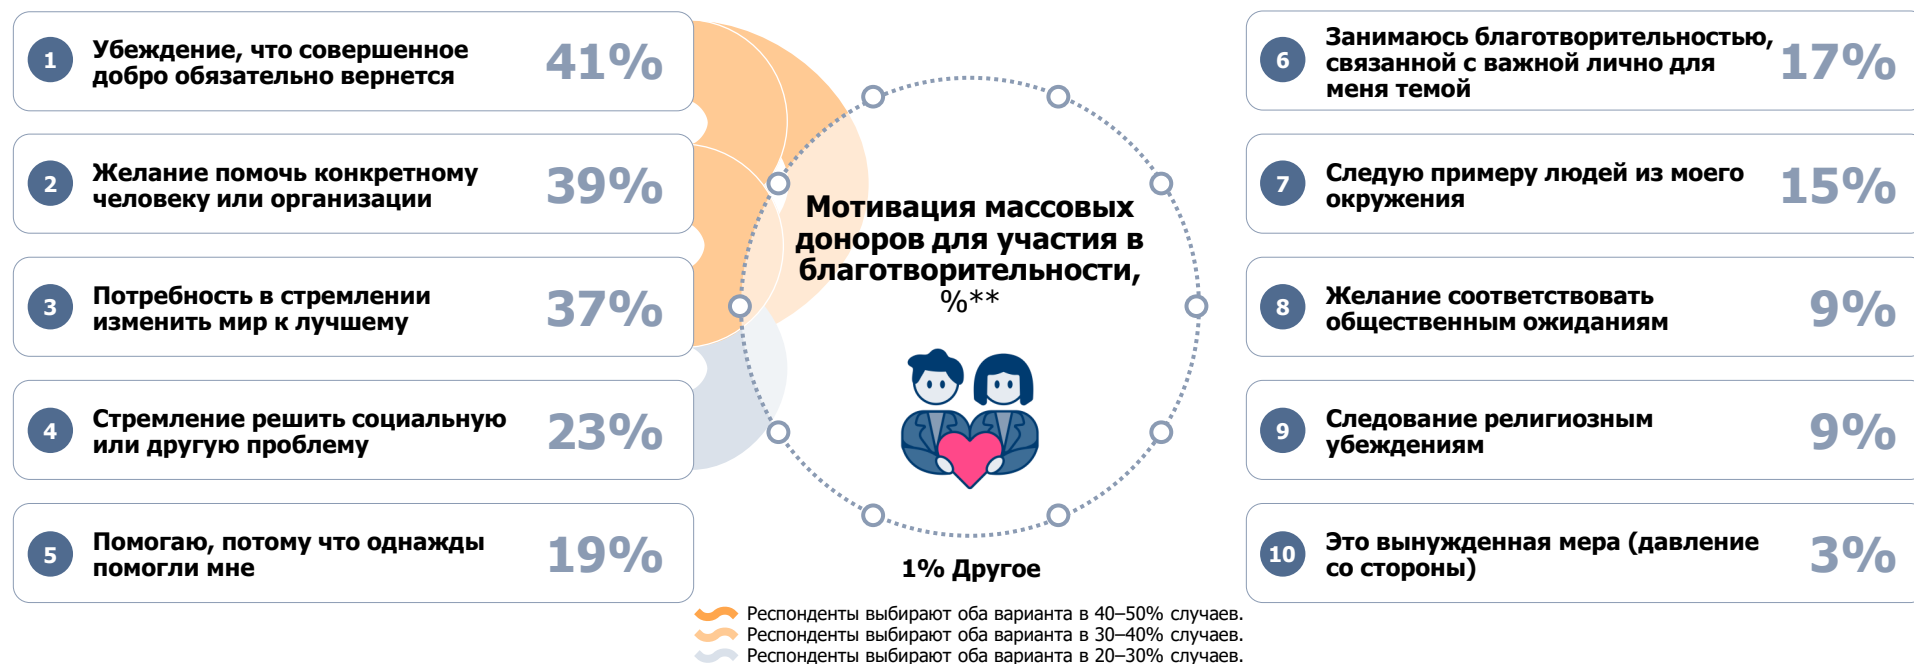 1
Убеждение, что совершенное
добро обязательно вернется
41%
2
Желание помочь конкретному
человеку или организации
39%
3
Потребность в стремлении
изменить мир к лучшему
37%
4
Стремление решить социальную
или другую проблему
23%
5
Помогаю, потому что однажды
помогли мне
19%
Мотивация массовых
доноров для участия в
благотворительности,
%**
1% Другое
6
Занимаюсь благотворительностью,
связанной с важной лично для
меня темой
17%
7
Следую примеру людей из моего
окружения
15%
8
Желание соответствовать
общественным ожиданиям
9%
9
Следование религиозным
убеждениям
9%
10
Это вынужденная мера (давление
со стороны)
3%
Респонденты выбирают оба варианта в 40–50% случаев.
Респонденты выбирают оба варианта в 30–40% случаев.
Респонденты выбирают оба варианта в 20–30% случаев.